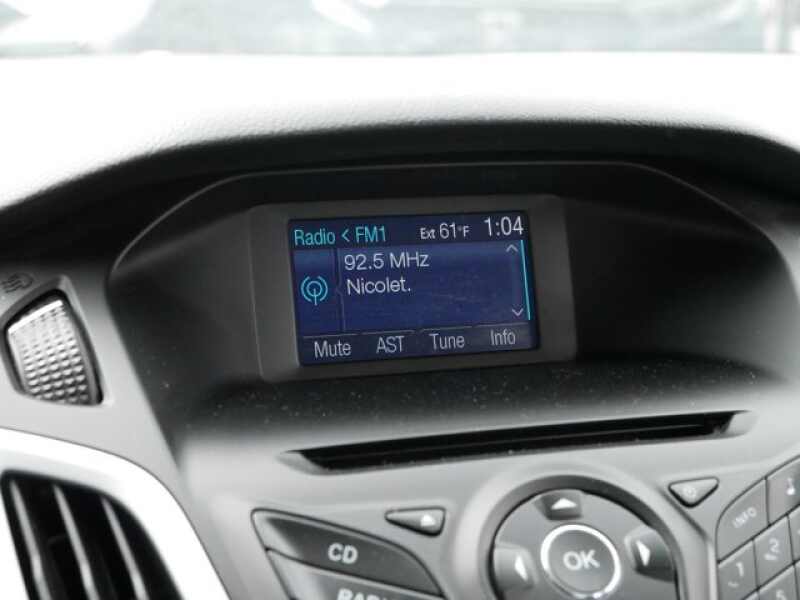 Radio < FM1 Ext 61°F 1:04
92.5 MHz
Nicolet.
Mute AST Tune Info
CD
OK
INFO
1 2
5